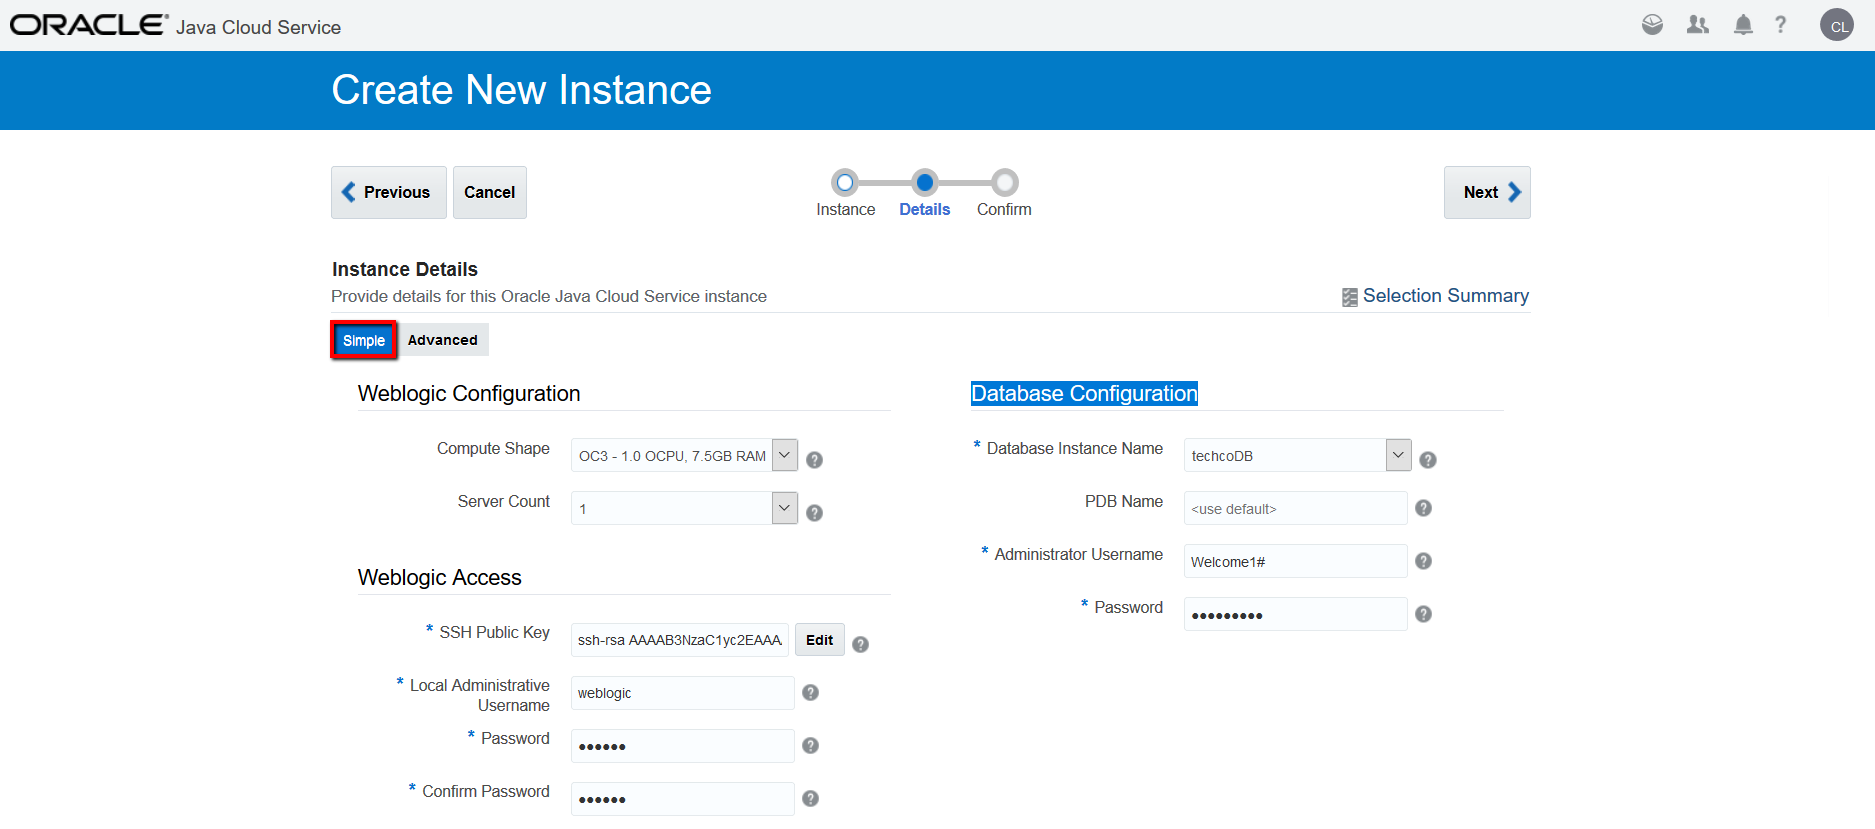 ORACLE® Java Cloud Service
? CL
Create New Instance
Previous Cancel
Instance Details Confirm
Next
Instance Details
Provide details for this Oracle Java Cloud Service instance
Selection Summary
Simple Advanced
Weblogic Configuration
Compute Shape OC3 - 1.0 OCPU, 7.5GB RAM ?
Server Count 1 ?
Weblogic Access
* SSH Public Key ssh-rsa AAAAB3NzaC1yc2EAAA Edit ?
* Local Administrative
Username weblogic ?
* Password •••••• ?
* Confirm Password •••••• ?
Database Configuration
* Database Instance Name techcoDB ?
PDB Name <use default> ?
* Administrator Username Welcome1# ?
* Password ••••••••• ?